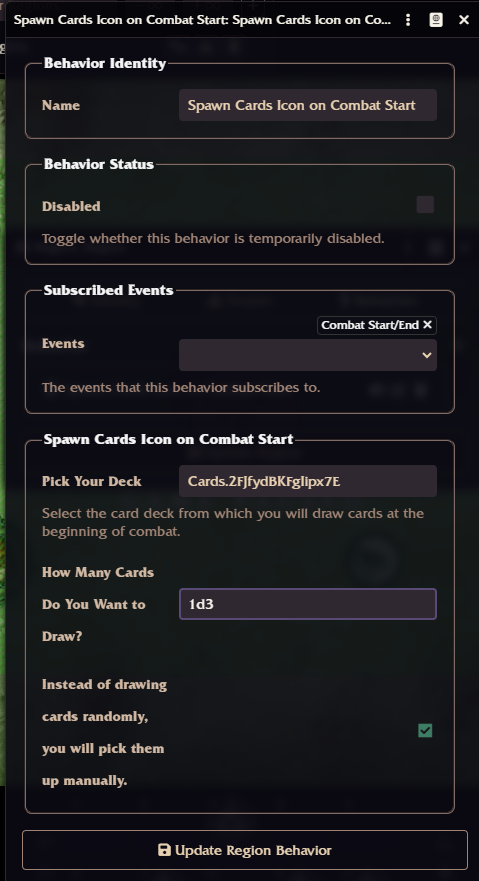 Spawn Cards Icon on Combat Start: Spawn Cards Icon on Co...
Behavior Identity
Name
Spawn Cards Icon on Combat Start
Behavior Status
Disabled
Toggle whether this behavior is temporarily disabled.
Subscribed Events
Combat Start/End ✕
Events
The events that this behavior subscribes to.
Spawn Cards Icon on Combat Start
Pick Your Deck
Select the card deck from which you will draw cards at the
beginning of combat.
How Many Cards
Do You Want to
Draw?
1d3
Instead of drawing
cards randomly,
you will pick them
up manually.
Update Region Behavior